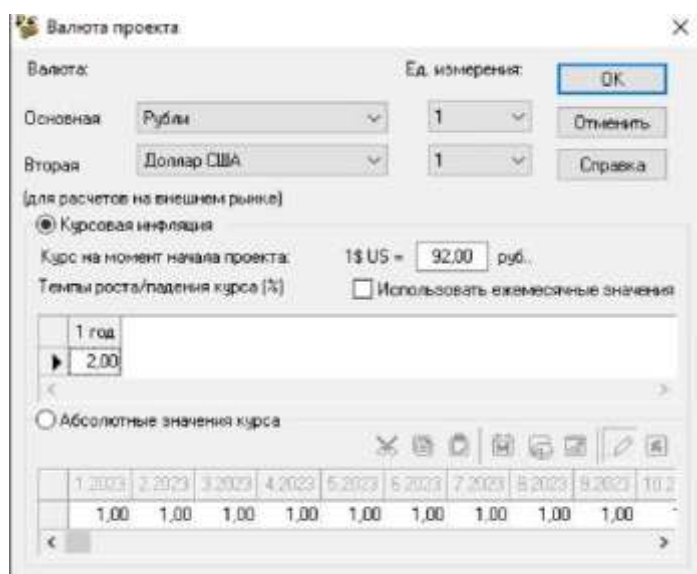 Валюта проекта
Валюта: Ед. измерения: OK
Основная Рубли 1 Отменить
Вторая Доллар США 1 Справка
(для расчетов на внешнем рынке)
Курсовая инфляция
Курс на момент начала проекта: 1$ US = 92,00 руб..
Темпы роста/падения курса (%) Использовать ежемесячные значения
1 год
2,00
Абсолютные значения курса
1.2023 2.2023 3.2023 4.2023 5.2023 6.2023 7.2023 8.2023 9.2023 10.2
1,00 1,00 1,00 1,00 1,00 1,00 1,00 1,00 1,00